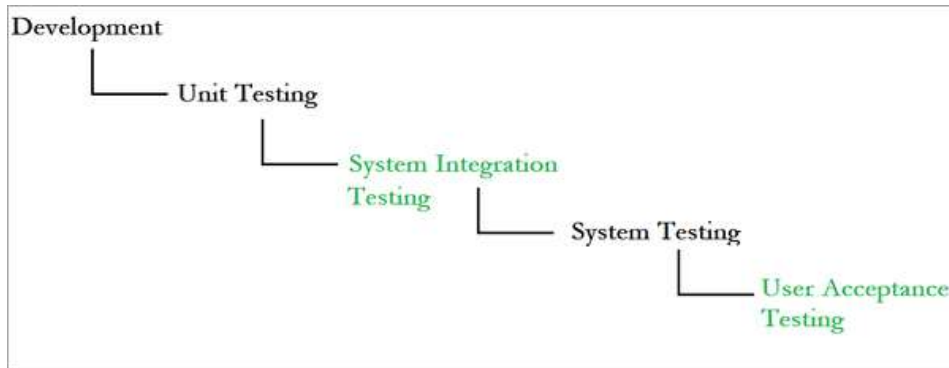 Development
Unit Testing
System Integration
Testing
System Testing
User Acceptance
Testing